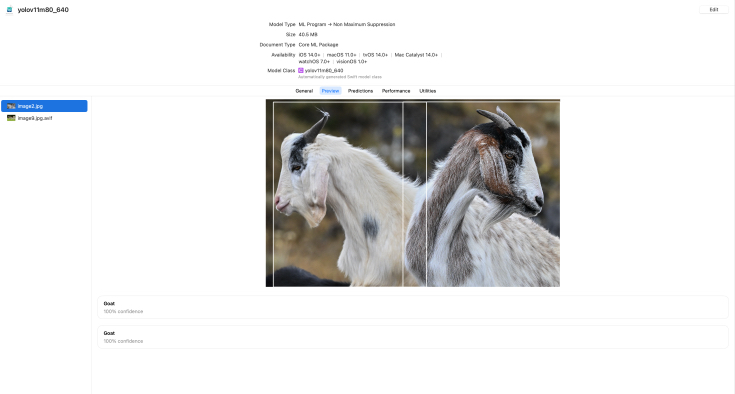 yolov11m80_640
Edit
Model Type ML Program → Non Maximum Suppression
Size 40.5 MB
Document Type Core ML Package
Availability iOS 14.0+ | macOS 11.0+ | tvOS 14.0+ | Mac Catalyst 14.0+ |
watchOS 7.0+ | visionOS 1.0+
Model Class yolov11m80_640
Automatically generated Swift model class
General Preview Predictions Performance Utilities
image2.jpg
image9.jpg.avif
Goat
100% confidence
Goat
100% confidence